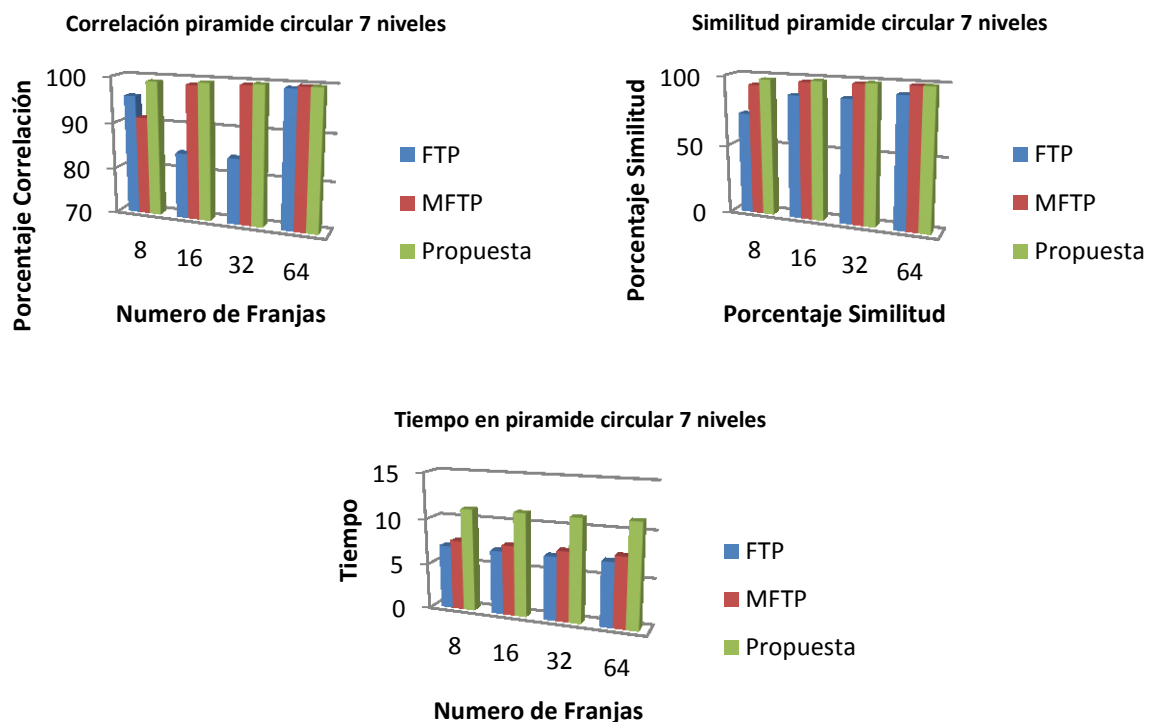 Correlación piramide circular 7 niveles
Porcentaje Correlación
100
90
80
70
8 16 32 64
Numero de Franjas
FTP
MFTP
Propuesta
Similitud piramide circular 7 niveles
Porcentaje Similitud
100
50
0
8 16 32 64
Porcentaje Similitud
FTP
MFTP
Propuesta
Tiempo en piramide circular 7 niveles
Tiempo
15
10
5
0
8 16 32 64
Numero de Franjas
FTP
MFTP
Propuesta